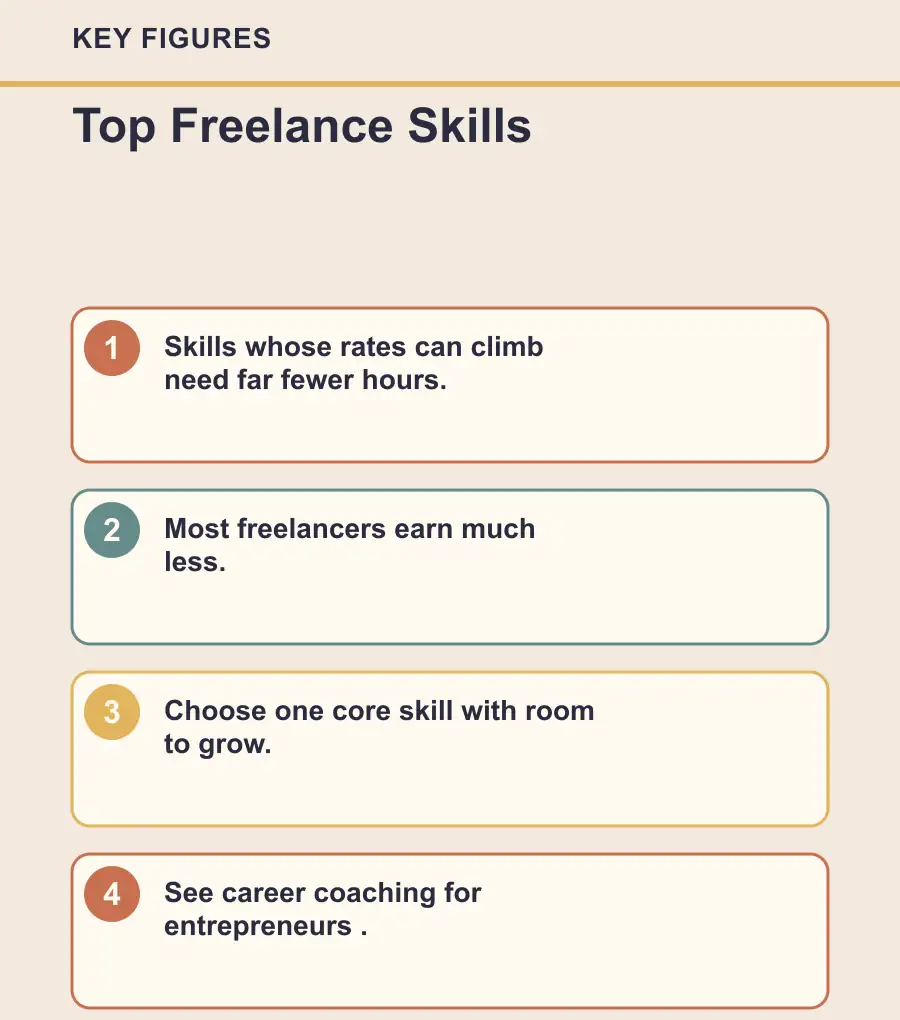 KEY FIGURES
Top Freelance Skills
1
Skills whose rates can climb
need far fewer hours.
2
Most freelancers earn much
less.
3
Choose one core skill with room
to grow.
4
See career coaching for
entrepreneurs .